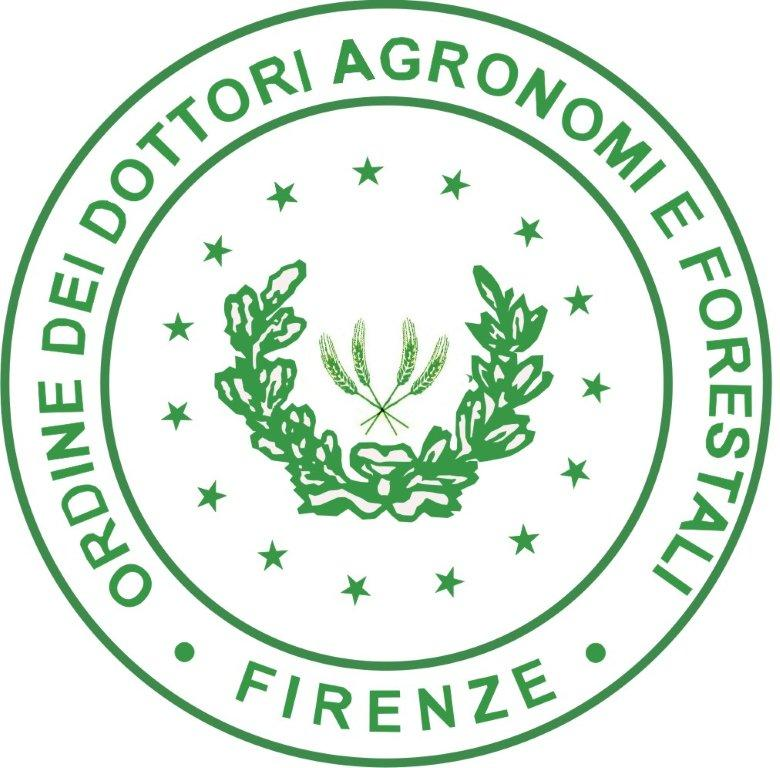 ORDINE DEI DOTTORI AGRONOMI E FORESTALI
• FIRENZE •